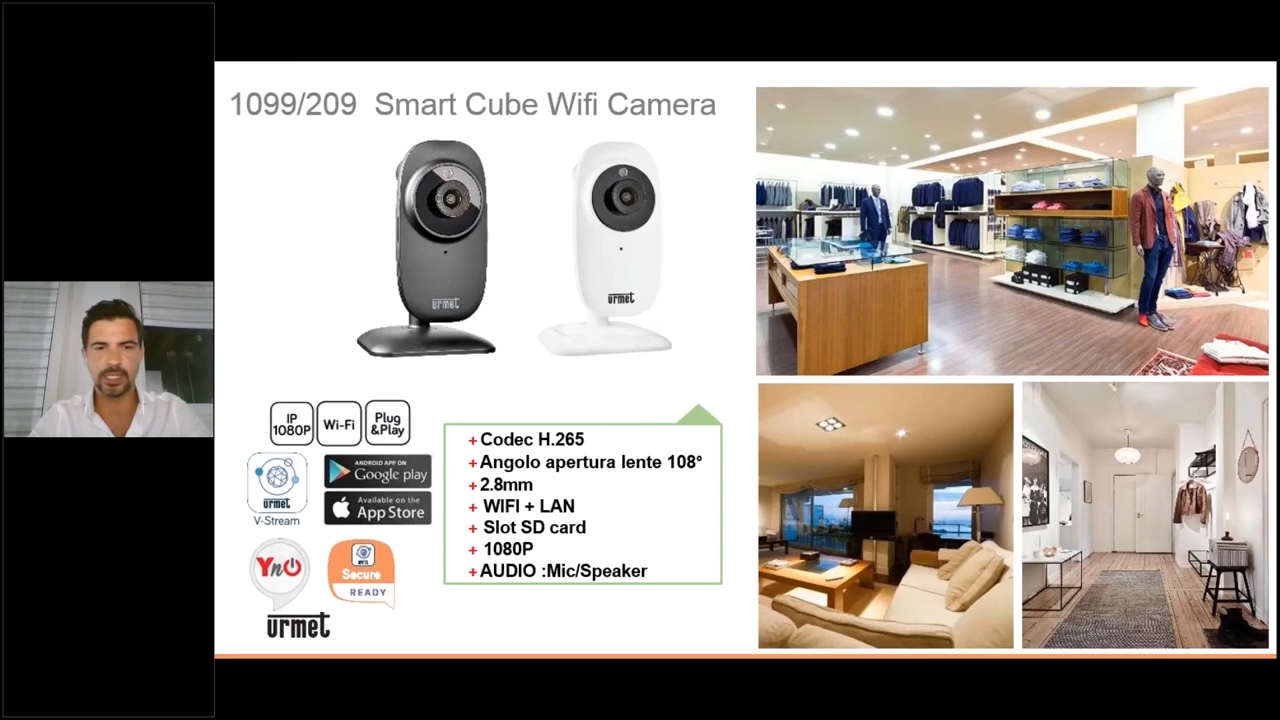 1099/209 Smart Cube Wifi Camera
urmet
urmet
IP 1080P
Wi-Fi
Plug &Play
urmet
V-Stream
ANDROID APP ON
Google play
Available on the
App Store
+ Codec H.265
+ Angolo apertura lente 108°
+ 2.8mm
+ WIFI + LAN
+ Slot SD card
+ 1080P
+ AUDIO :Mic/Speaker
Yno
Secure
READY
urmet